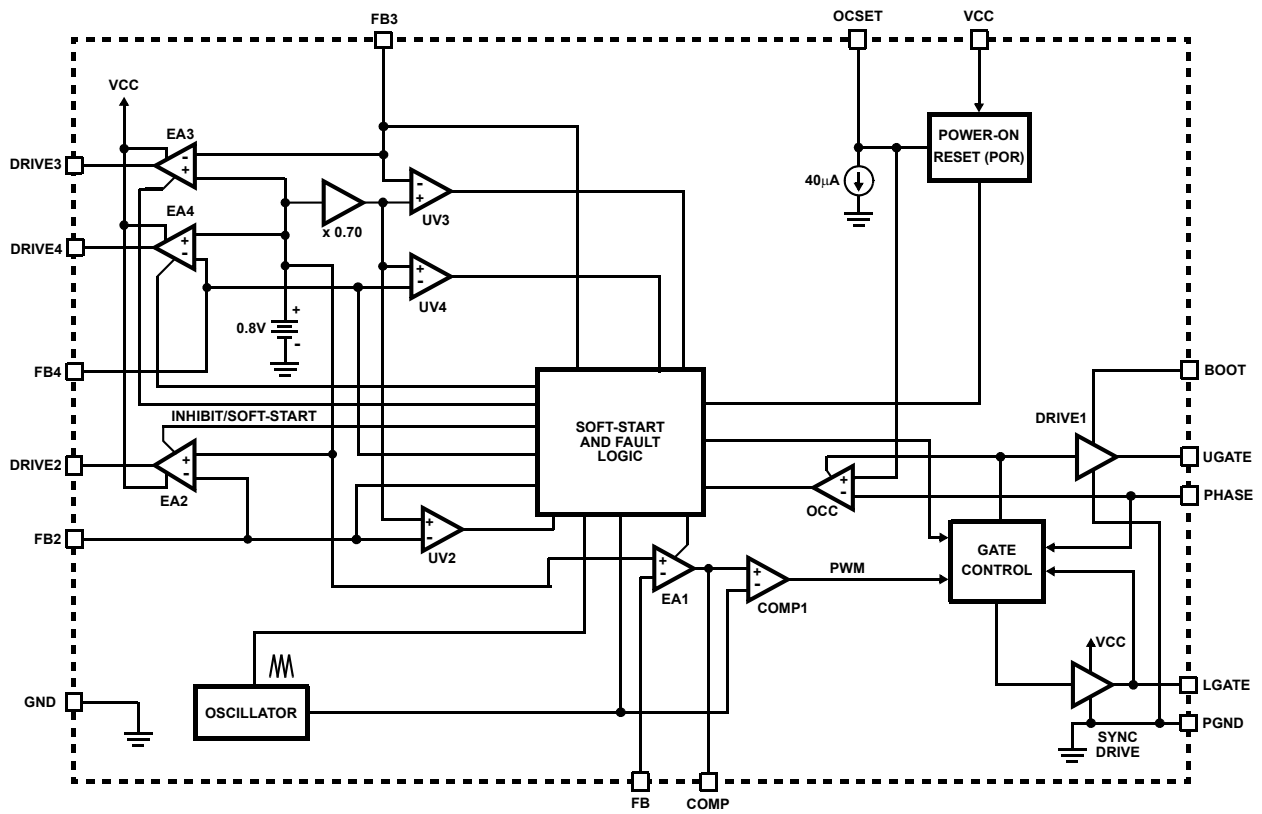 FB3
OCSET
VCC
VCC
EA3
-
+
DRIVE3
POWER-ON
RESET (POR)
40μA
-
+
UV3
x 0.70
EA4
+
-
DRIVE4
+
-
UV4
0.8V
+
-
FB4
BOOT
INHIBIT/SOFT-START
SOFT-START
AND FAULT
LOGIC
DRIVE1
DRIVE2
+
-
EA2
UGATE
+
-
OCC
PHASE
FB2
+
-
UV2
GATE
CONTROL
+
-
EA1
+
-
COMP1
PWM
VCC
OSCILLATOR
LGATE
GND
PGND
SYNC
DRIVE
FB
COMP